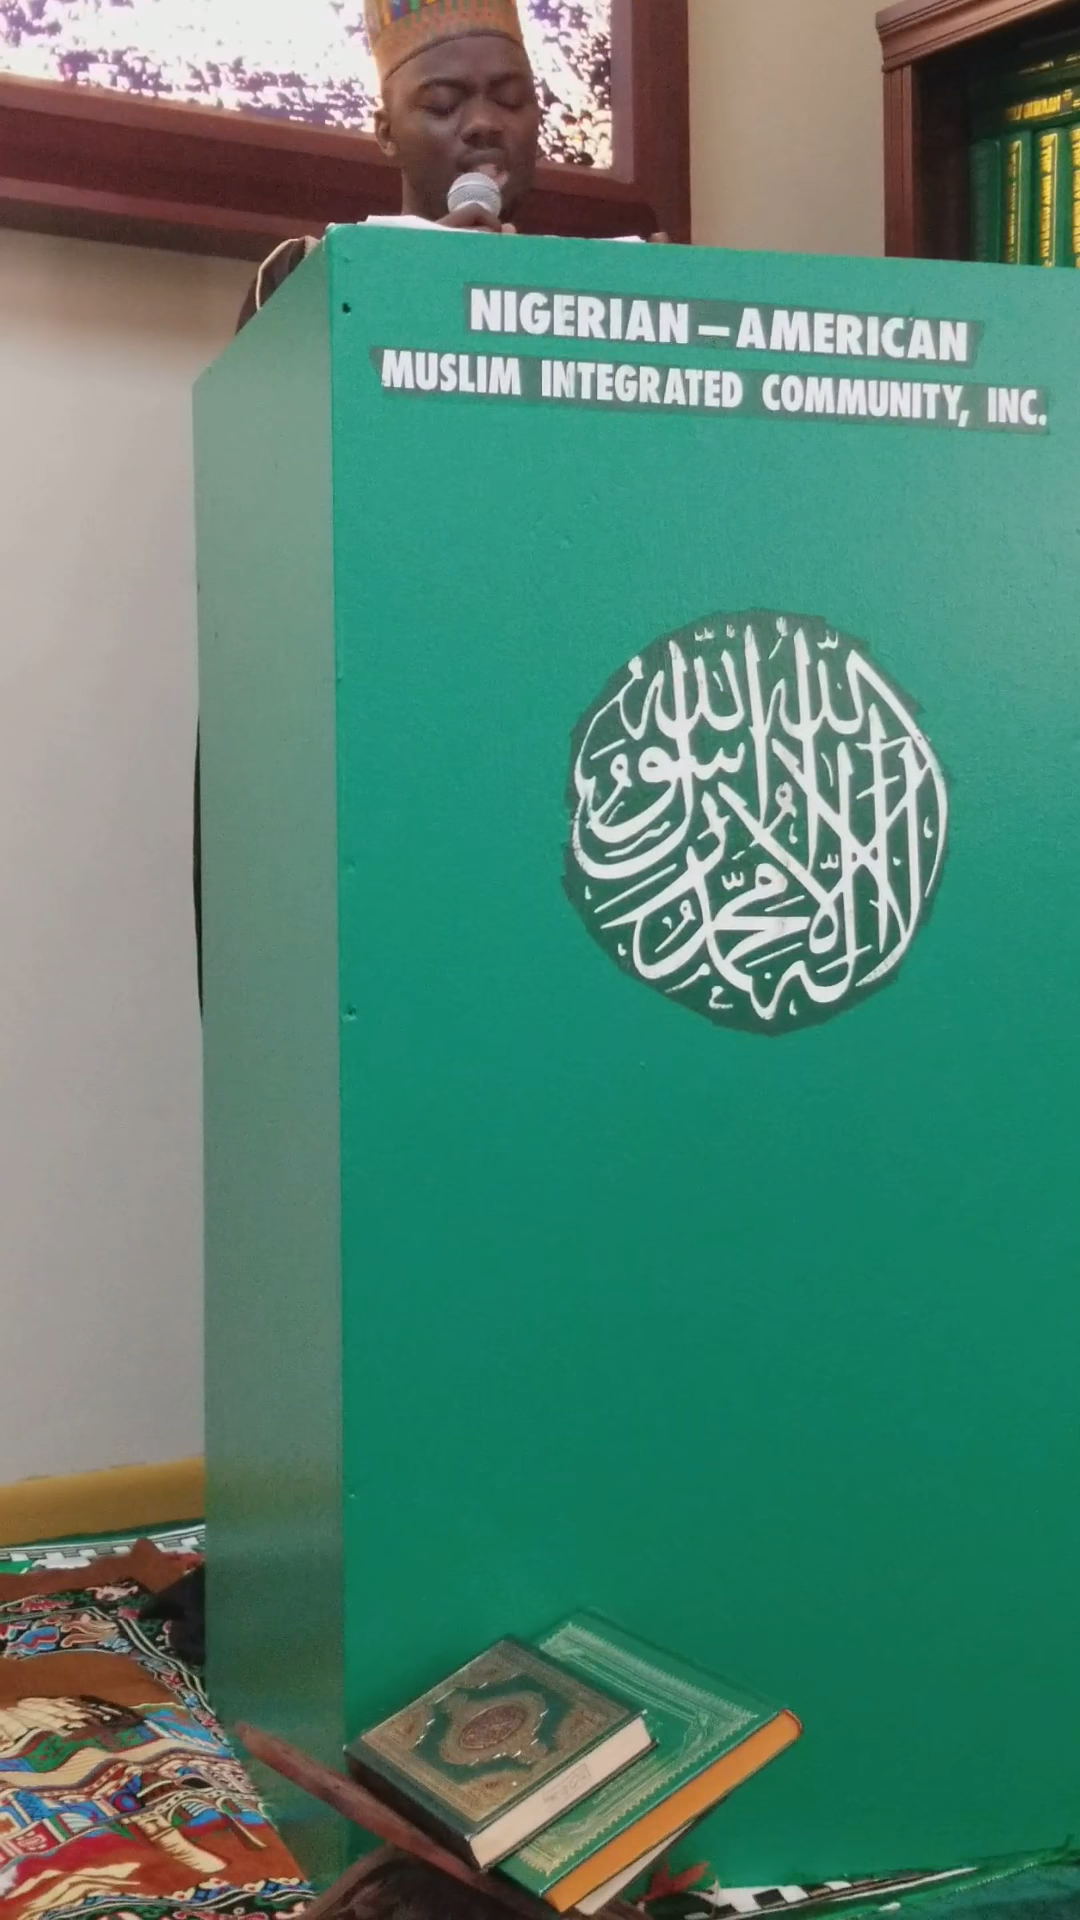 NIGERIAN – AMERICAN
MUSLIM INTEGRATED COMMUNITY, INC.
لا إله إلا الله محمد رسول الله